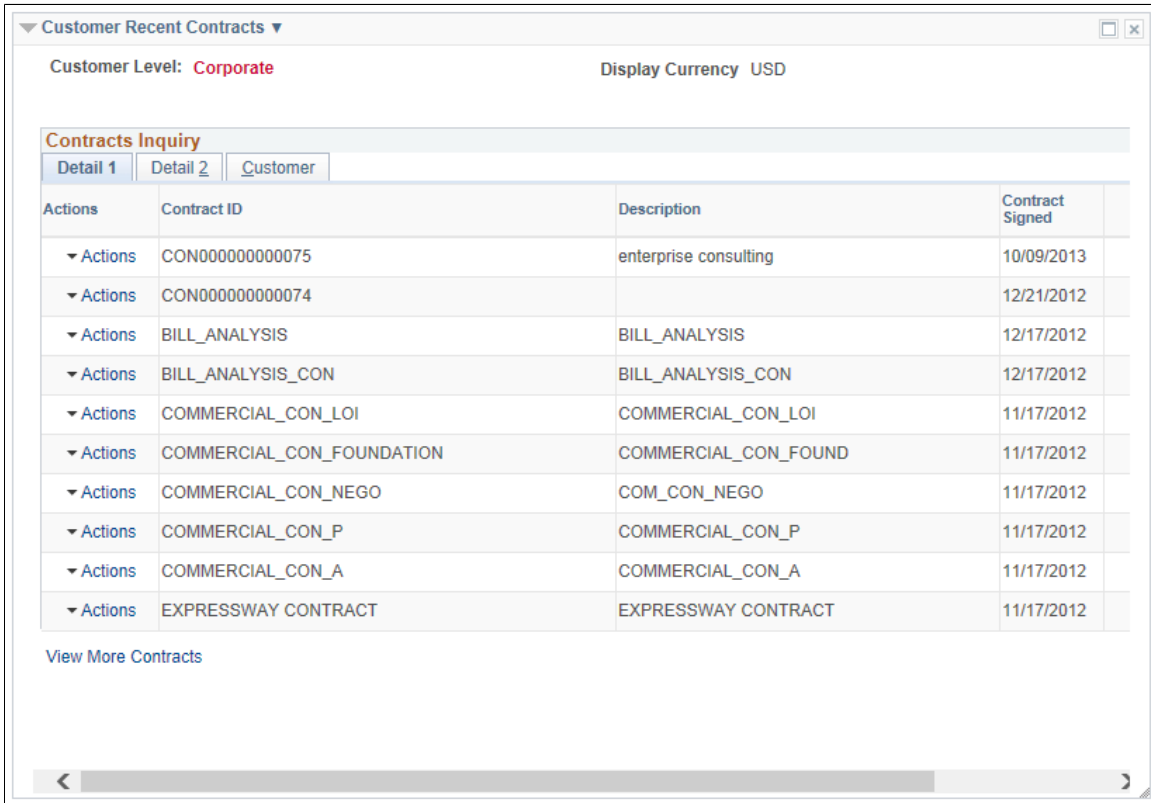 Customer Recent Contracts ▼
Customer Level: Corporate Display Currency USD
Contracts Inquiry
Detail 1 Detail 2 Customer
Actions Contract ID Description Contract Signed
Actions CON000000000075 enterprise consulting 10/09/2013
Actions CON000000000074 12/21/2012
Actions BILL_ANALYSIS BILL_ANALYSIS 12/17/2012
Actions BILL_ANALYSIS_CON BILL_ANALYSIS_CON 12/17/2012
Actions COMMERCIAL_CON_LOI COMMERCIAL_CON_LOI 11/17/2012
Actions COMMERCIAL_CON_FOUNDATION COMMERCIAL_CON_FOUND 11/17/2012
Actions COMMERCIAL_CON_NEGO COM_CON_NEGO 11/17/2012
Actions COMMERCIAL_CON_P COMMERCIAL_CON_P 11/17/2012
Actions COMMERCIAL_CON_A COMMERCIAL_CON_A 11/17/2012
Actions EXPRESSWAY CONTRACT EXPRESSWAY CONTRACT 11/17/2012
View More Contracts